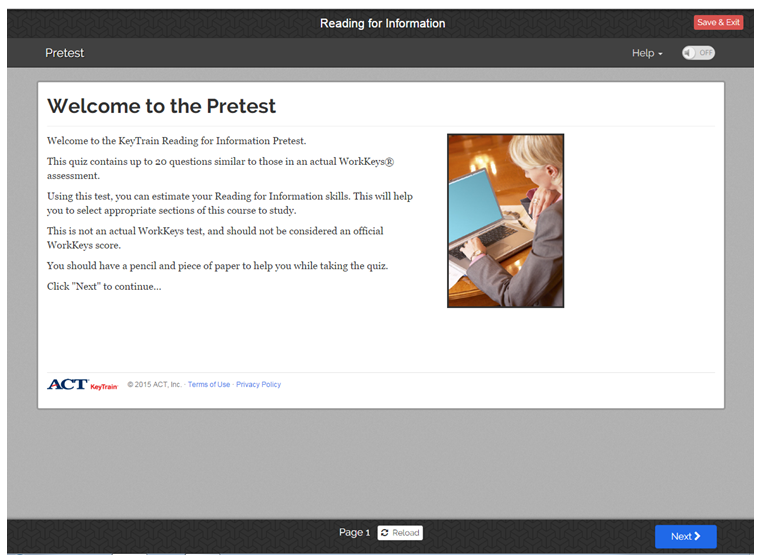 Reading for Information
Save & Exit
Pretest
Help
OFF
Welcome to the Pretest
Welcome to the KeyTrain Reading for Information Pretest.
This quiz contains up to 20 questions similar to those in an actual WorkKeys®
assessment.
Using this test, you can estimate your Reading for Information skills. This will help
you to select appropriate sections of this course to study.
This is not an actual WorkKeys test, and should not be considered an official
WorkKeys score.
You should have a pencil and piece of paper to help you while taking the quiz.
Click "Next" to continue...
ACT KeyTrain © 2015 ACT, Inc. · Terms of Use · Privacy Policy
Page 1 Reload
Next